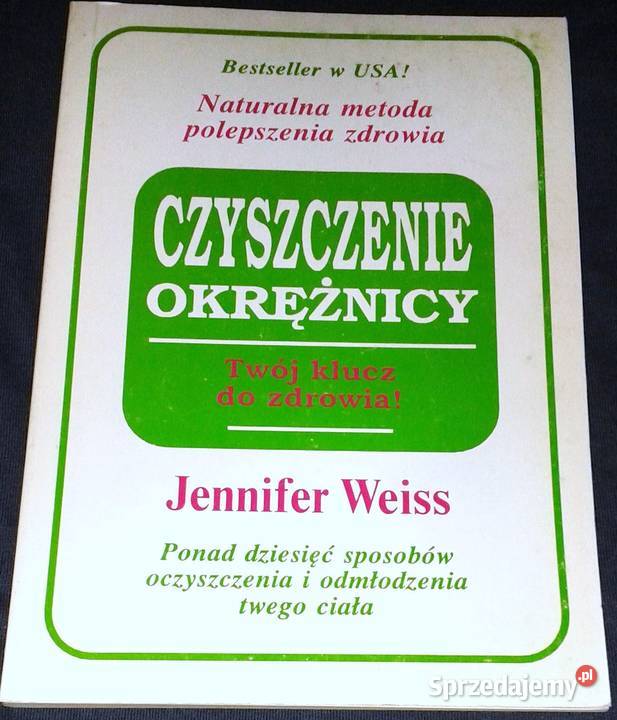 Bestseller w USA!
Naturalna metoda
polepszenia zdrowia
CZYSZCZENIE
OKRĘŻNICY
Twój klucz
do zdrowia!
Jennifer Weiss
Ponad dziesięć sposobów
oczyszczenia i odmłodzenia
twego ciała
Sprzedajemy.pl